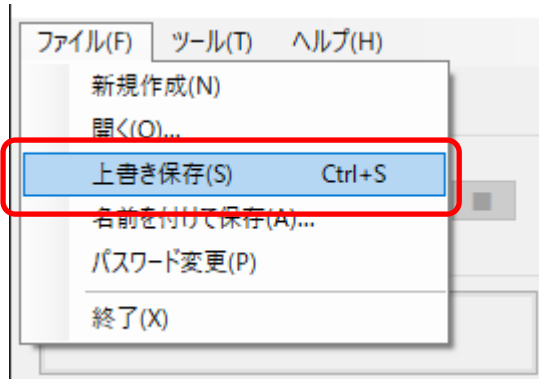 ファイル(F) ツール(T) ヘルプ(H)
新規作成(N)
開く(O)...
上書き保存(S) Ctrl+S
名前を付けて保存(A)...
パスワード変更(P)
終了(X)